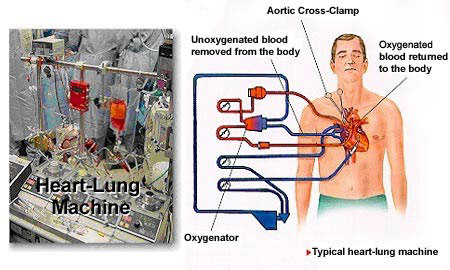 Aortic Cross-Clamp
Unoxygenated blood
removed from the body
Oxygenated
blood returned
to the body
Heart-Lung
Machine
Oxygenator
Typical heart-lung machine